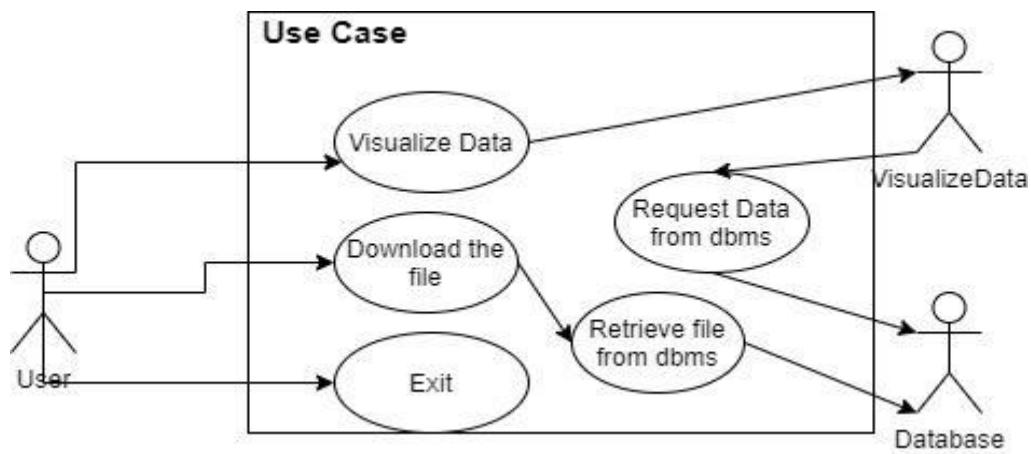 Use Case
Visualize Data
VisualizeData
Request Data
from dbms
Download the
file
Retrieve file
from dbms
User
Exit
Database